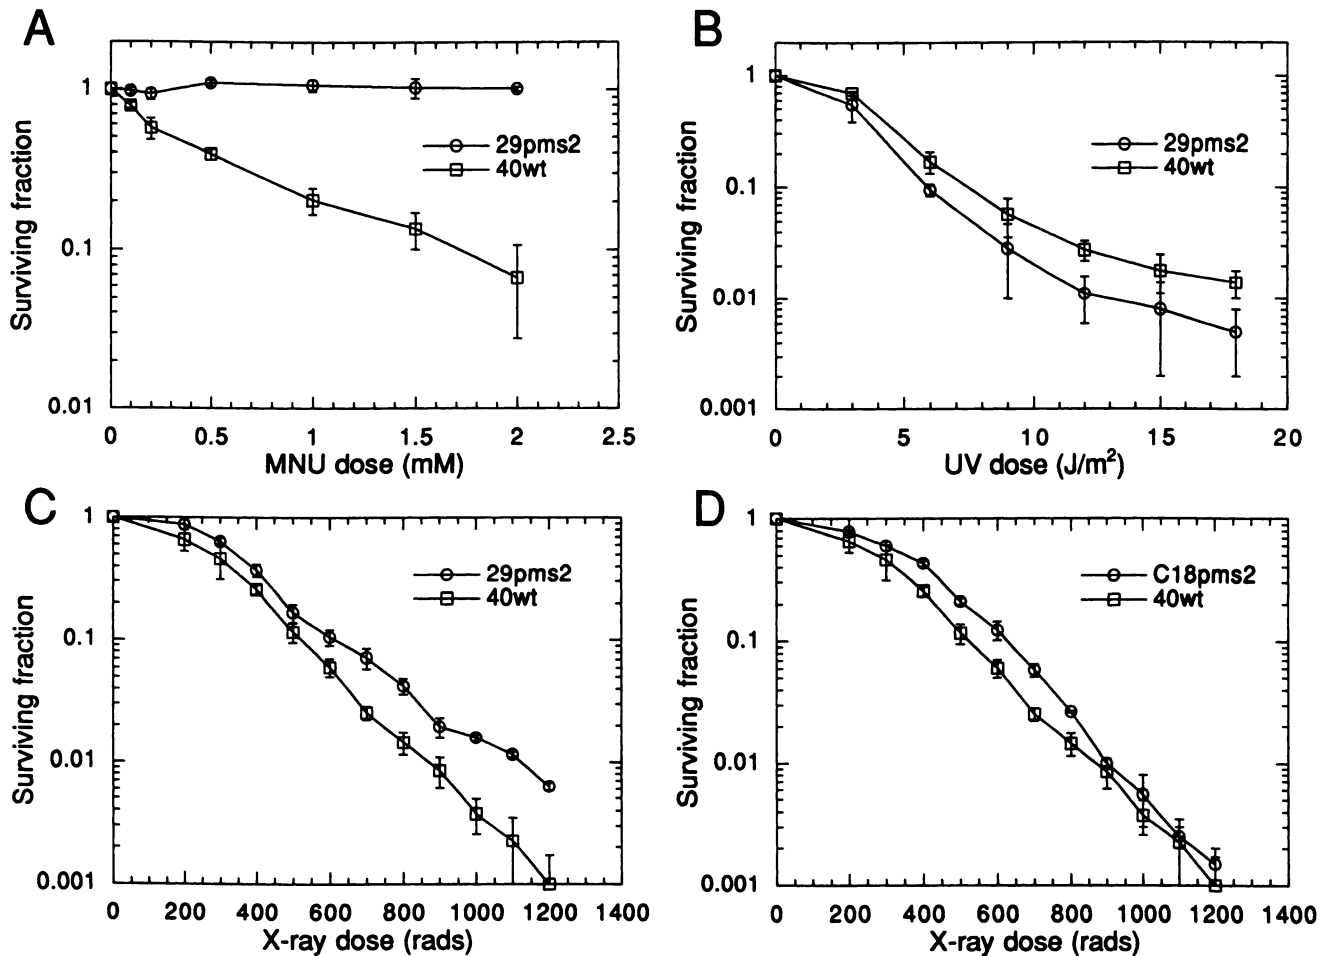 A
1
0.1
0.01
Surviving fraction
29pms2
40wt
0 0.5 1 1.5 2 2.5
MNU dose (mM)
B
1
0.1
0.01
0.001
Surviving fraction
29pms2
40wt
0 5 10 15 20
UV dose (J/m²)
C
1
0.1
0.01
0.001
Surviving fraction
29pms2
40wt
0 200 400 600 800 1000 1200 1400
X-ray dose (rads)
D
1
0.1
0.01
0.001
Surviving fraction
C18pms2
40wt
0 200 400 600 800 1000 1200 1400
X-ray dose (rads)